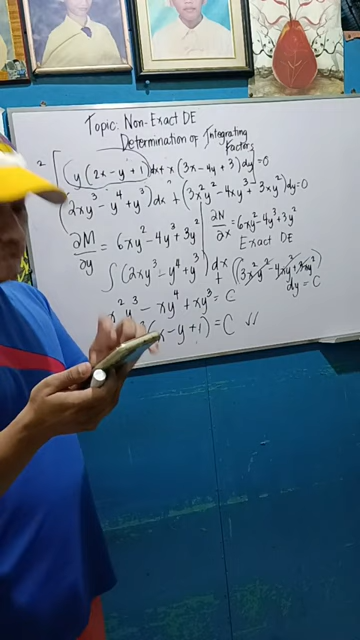 Topic: Non-Exact DE
Determination of Integrating Factors
2 [ (y(2x-y+1)dx + x(3x-4y+3)dy = 0
(2xy³-y⁴+y³)dx + (3x²y²-4xy³+3xy²)dy=0
∂M/∂y = 6xy²-4y³+3y² ∂N/∂x = 6xy²-4y³+3y²
Exact DE
∫(2xy³-y⁴+y³)dx + (3x²y²-4xy³+3xy²)dy = C
x²y³ - xy⁴ + xy³ = C
(x-y+1) = C